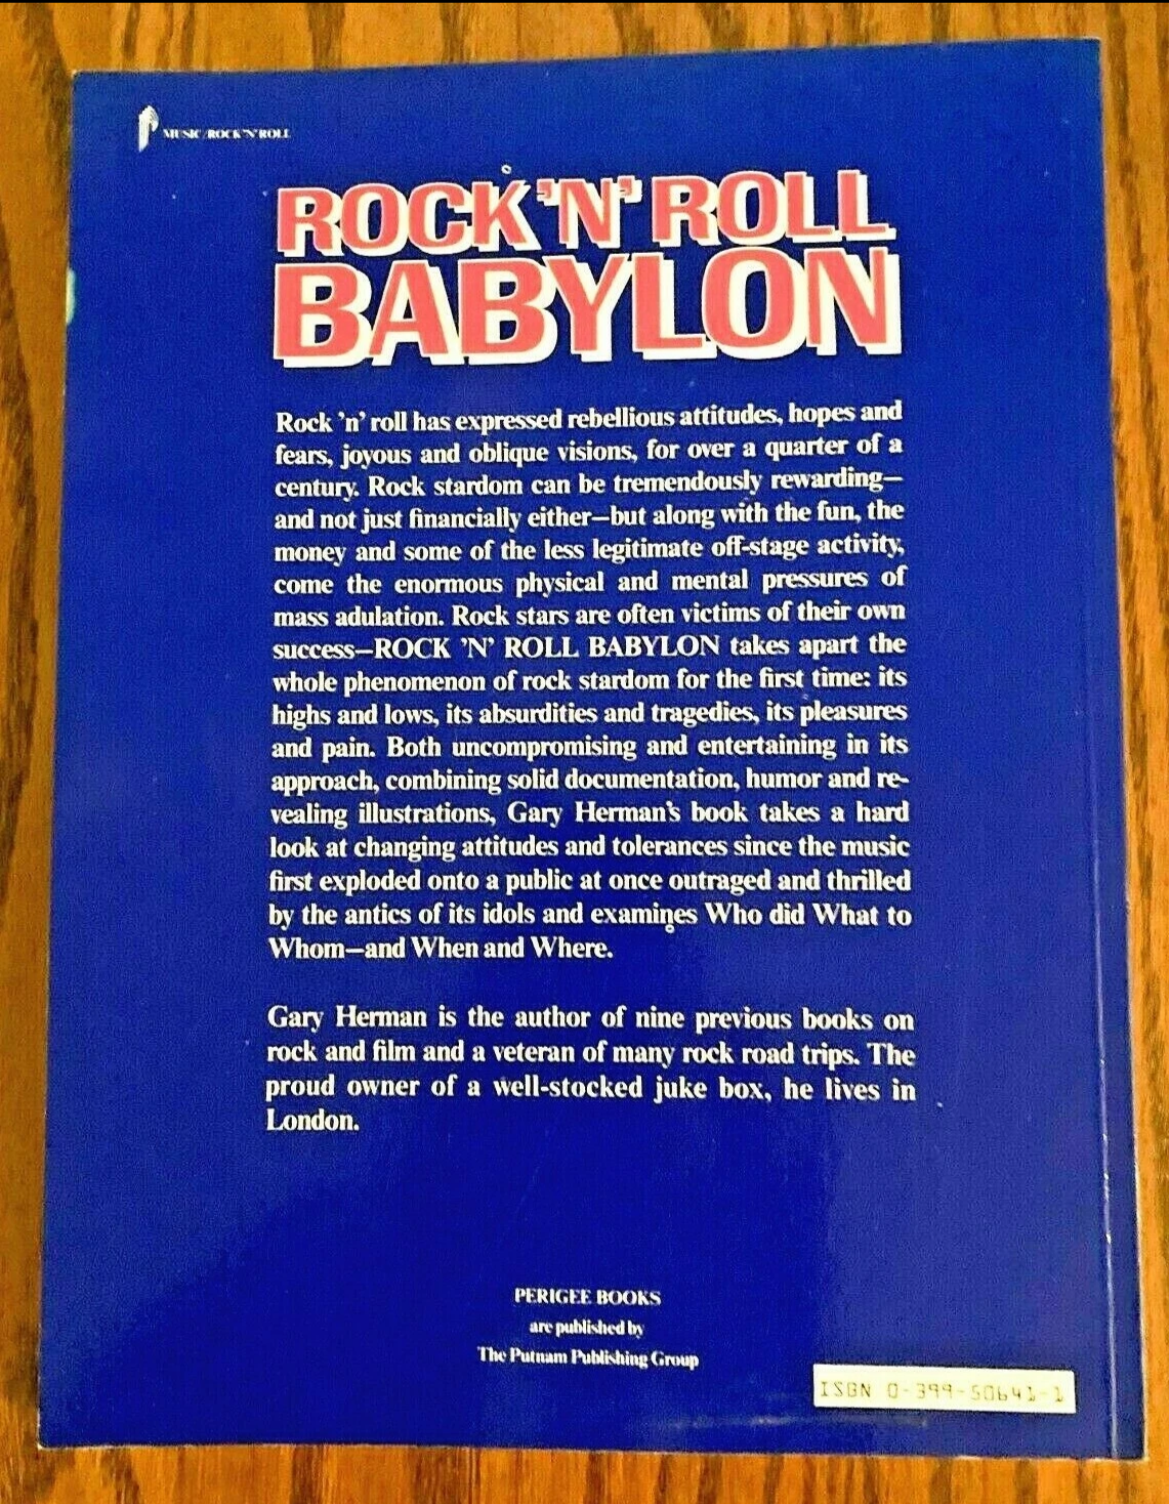 MUSIC/ROCK'N'ROLL
ROCK 'N' ROLL
BABYLON
Rock 'n' roll has expressed rebellious attitudes, hopes and
fears, joyous and oblique visions, for over a quarter of a
century. Rock stardom can be tremendously rewarding—
and not just financially either—but along with the fun, the
money and some of the less legitimate off-stage activity,
come the enormous physical and mental pressures of
mass adulation. Rock stars are often victims of their own
success—ROCK 'N' ROLL BABYLON takes apart the
whole phenomenon of rock stardom for the first time: its
highs and lows, its absurdities and tragedies, its pleasures
and pain. Both uncompromising and entertaining in its
approach, combining solid documentation, humor and re-
vealing illustrations, Gary Herman's book takes a hard
look at changing attitudes and tolerances since the music
first exploded onto a public at once outraged and thrilled
by the antics of its idols and examines Who did What to
Whom—and When and Where.
Gary Herman is the author of nine previous books on
rock and film and a veteran of many rock road trips. The
proud owner of a well-stocked juke box, he lives in
London.
PERIGEE BOOKS
are published by
The Putnam Publishing Group
ISBN 0-399-50641-1